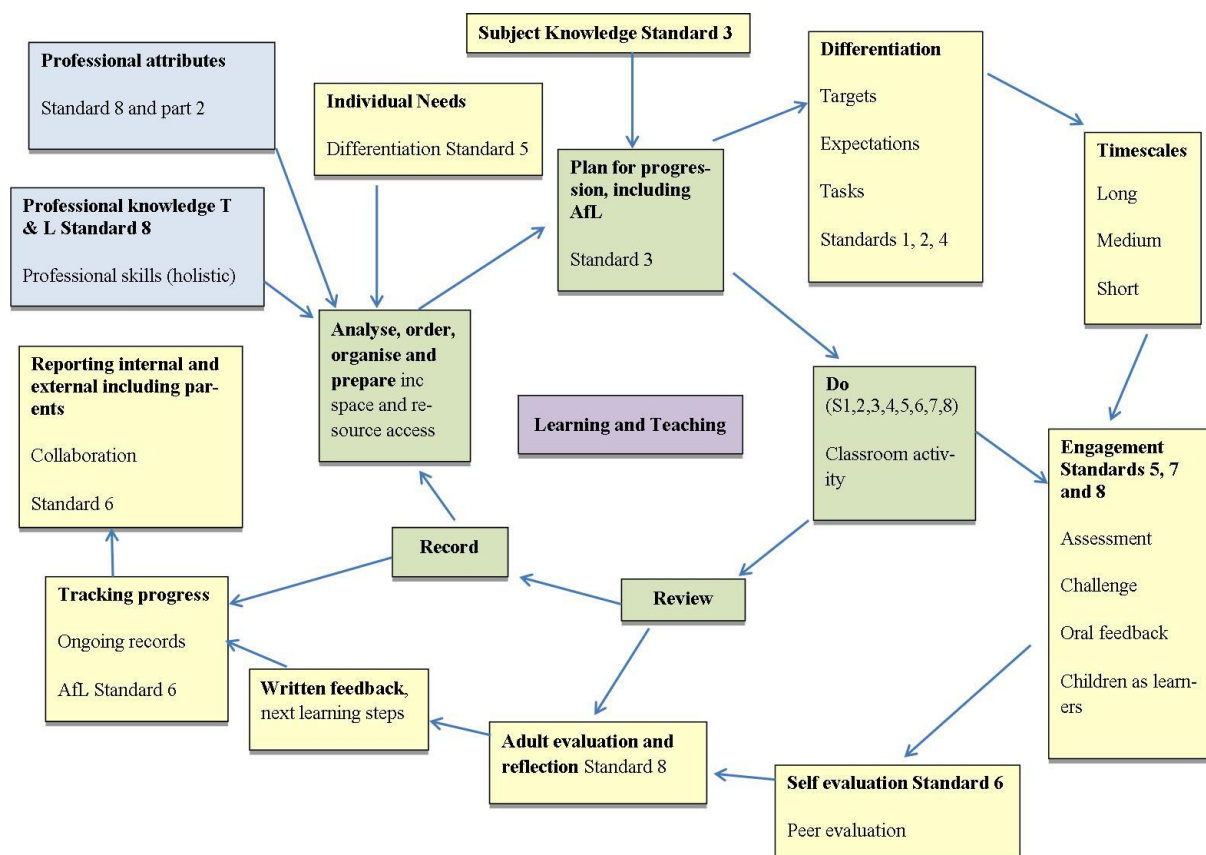 Subject Knowledge Standard 3
Professional attributes
Standard 8 and part 2
Individual Needs
Differentiation Standard 5
Differentiation
Targets
Expectations
Tasks
Standards 1, 2, 4
Timescales
Long
Medium
Short
Professional knowledge T
& L Standard 8
Professional skills (holistic)
Plan for progres-
sion, including
AfL
Standard 3
Analyse, order,
organise and
prepare inc
space and re-
source access
Reporting internal and
external including par-
ents
Collaboration
Standard 6
Learning and Teaching
Do
(S1,2,3,4,5,6,7,8)
Classroom activ-
ity
Engagement
Standards 5, 7
and 8
Assessment
Challenge
Oral feedback
Children as learn-
ers
Record
Review
Tracking progress
Ongoing records
AfL Standard 6
Written feedback,
next learning steps
Adult evaluation and
reflection Standard 8
Self evaluation Standard 6
Peer evaluation